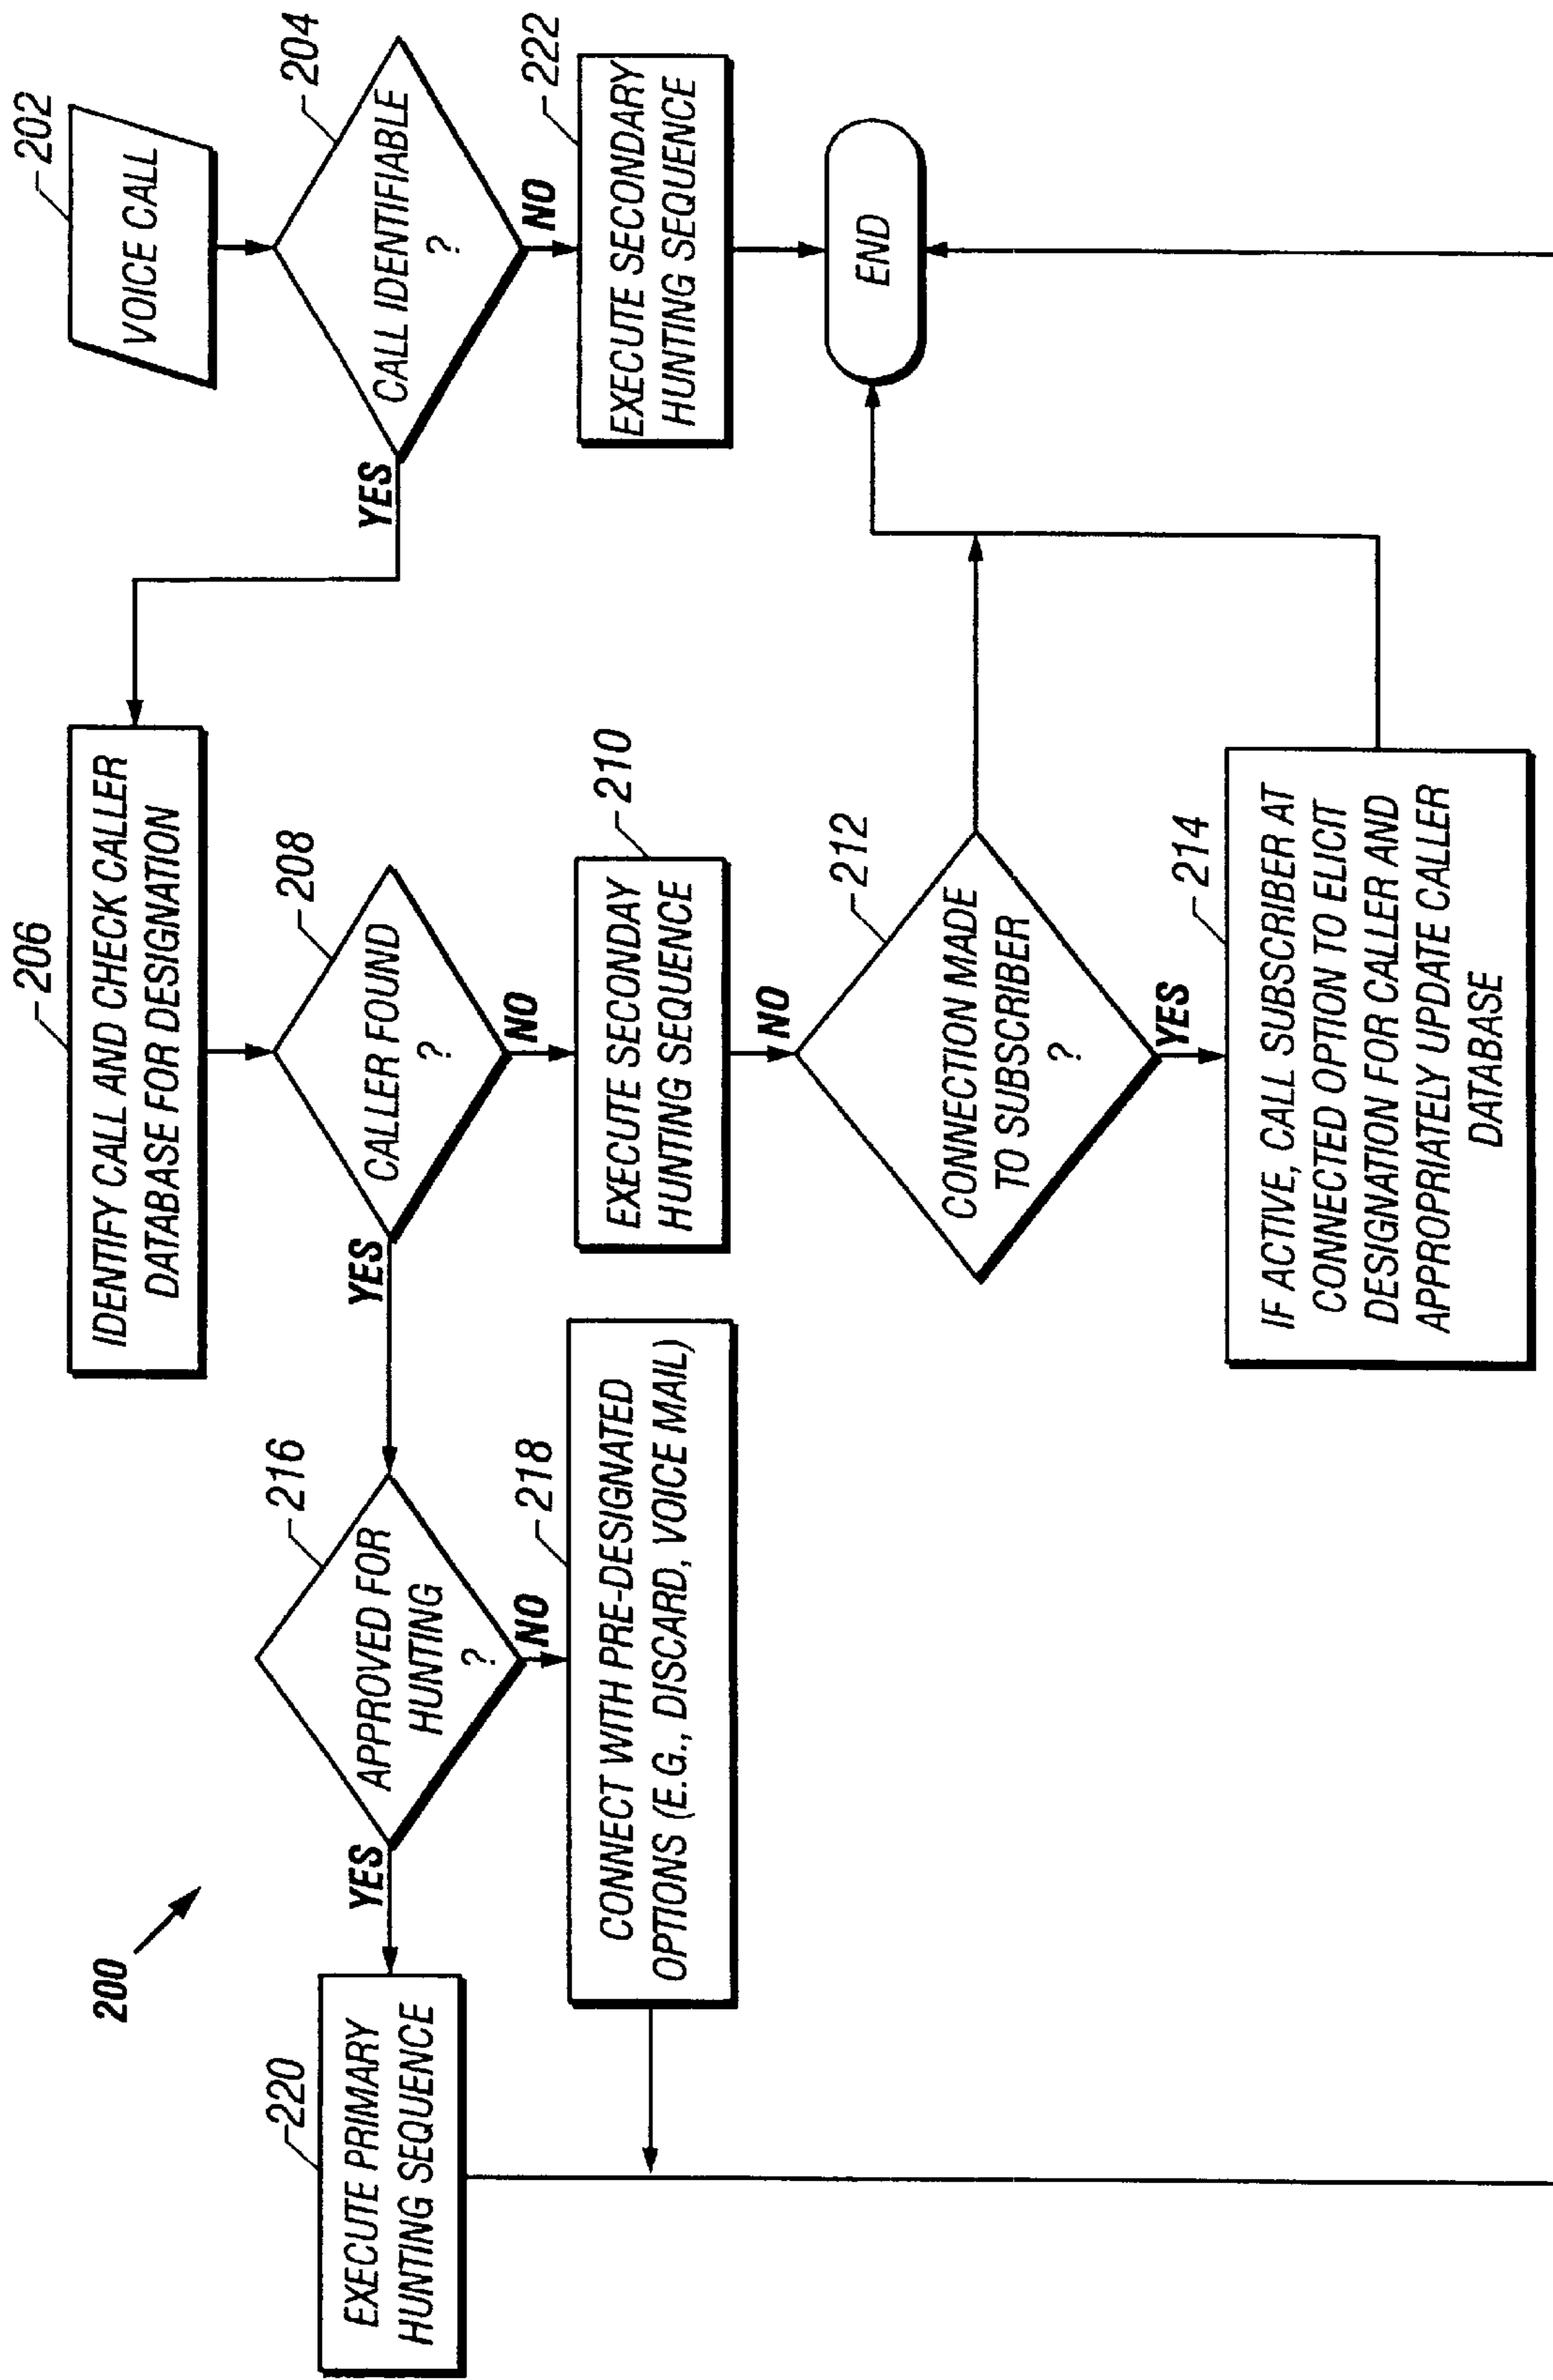 200
202
VOICE CALL
204
CALL IDENTIFIABLE
?
YES
NO
222
EXECUTE SECONDARY
HUNTING SEQUENCE
END
206
IDENTIFY CALL AND CHECK CALLER
DATABASE FOR DESIGNATION
208
CALLER FOUND
?
YES
NO
210
EXECUTE SECONDAY
HUNTING SEQUENCE
NO
212
CONNECTION MADE
TO SUBSCRIBER
?
YES
214
IF ACTIVE, CALL SUBSCRIBER AT
CONNECTED OPTION TO ELICIT
DESIGNATION FOR CALLER AND
APPROPRIATELY UPDATE CALLER
DATABASE
216
APPROVED FOR
HUNTING
?
YES
NO
218
CONNECT WITH PRE-DESIGNATED
OPTIONS (E.G., DISCARD, VOICE MAIL)
220
EXECUTE PRIMARY
HUNTING SEQUENCE